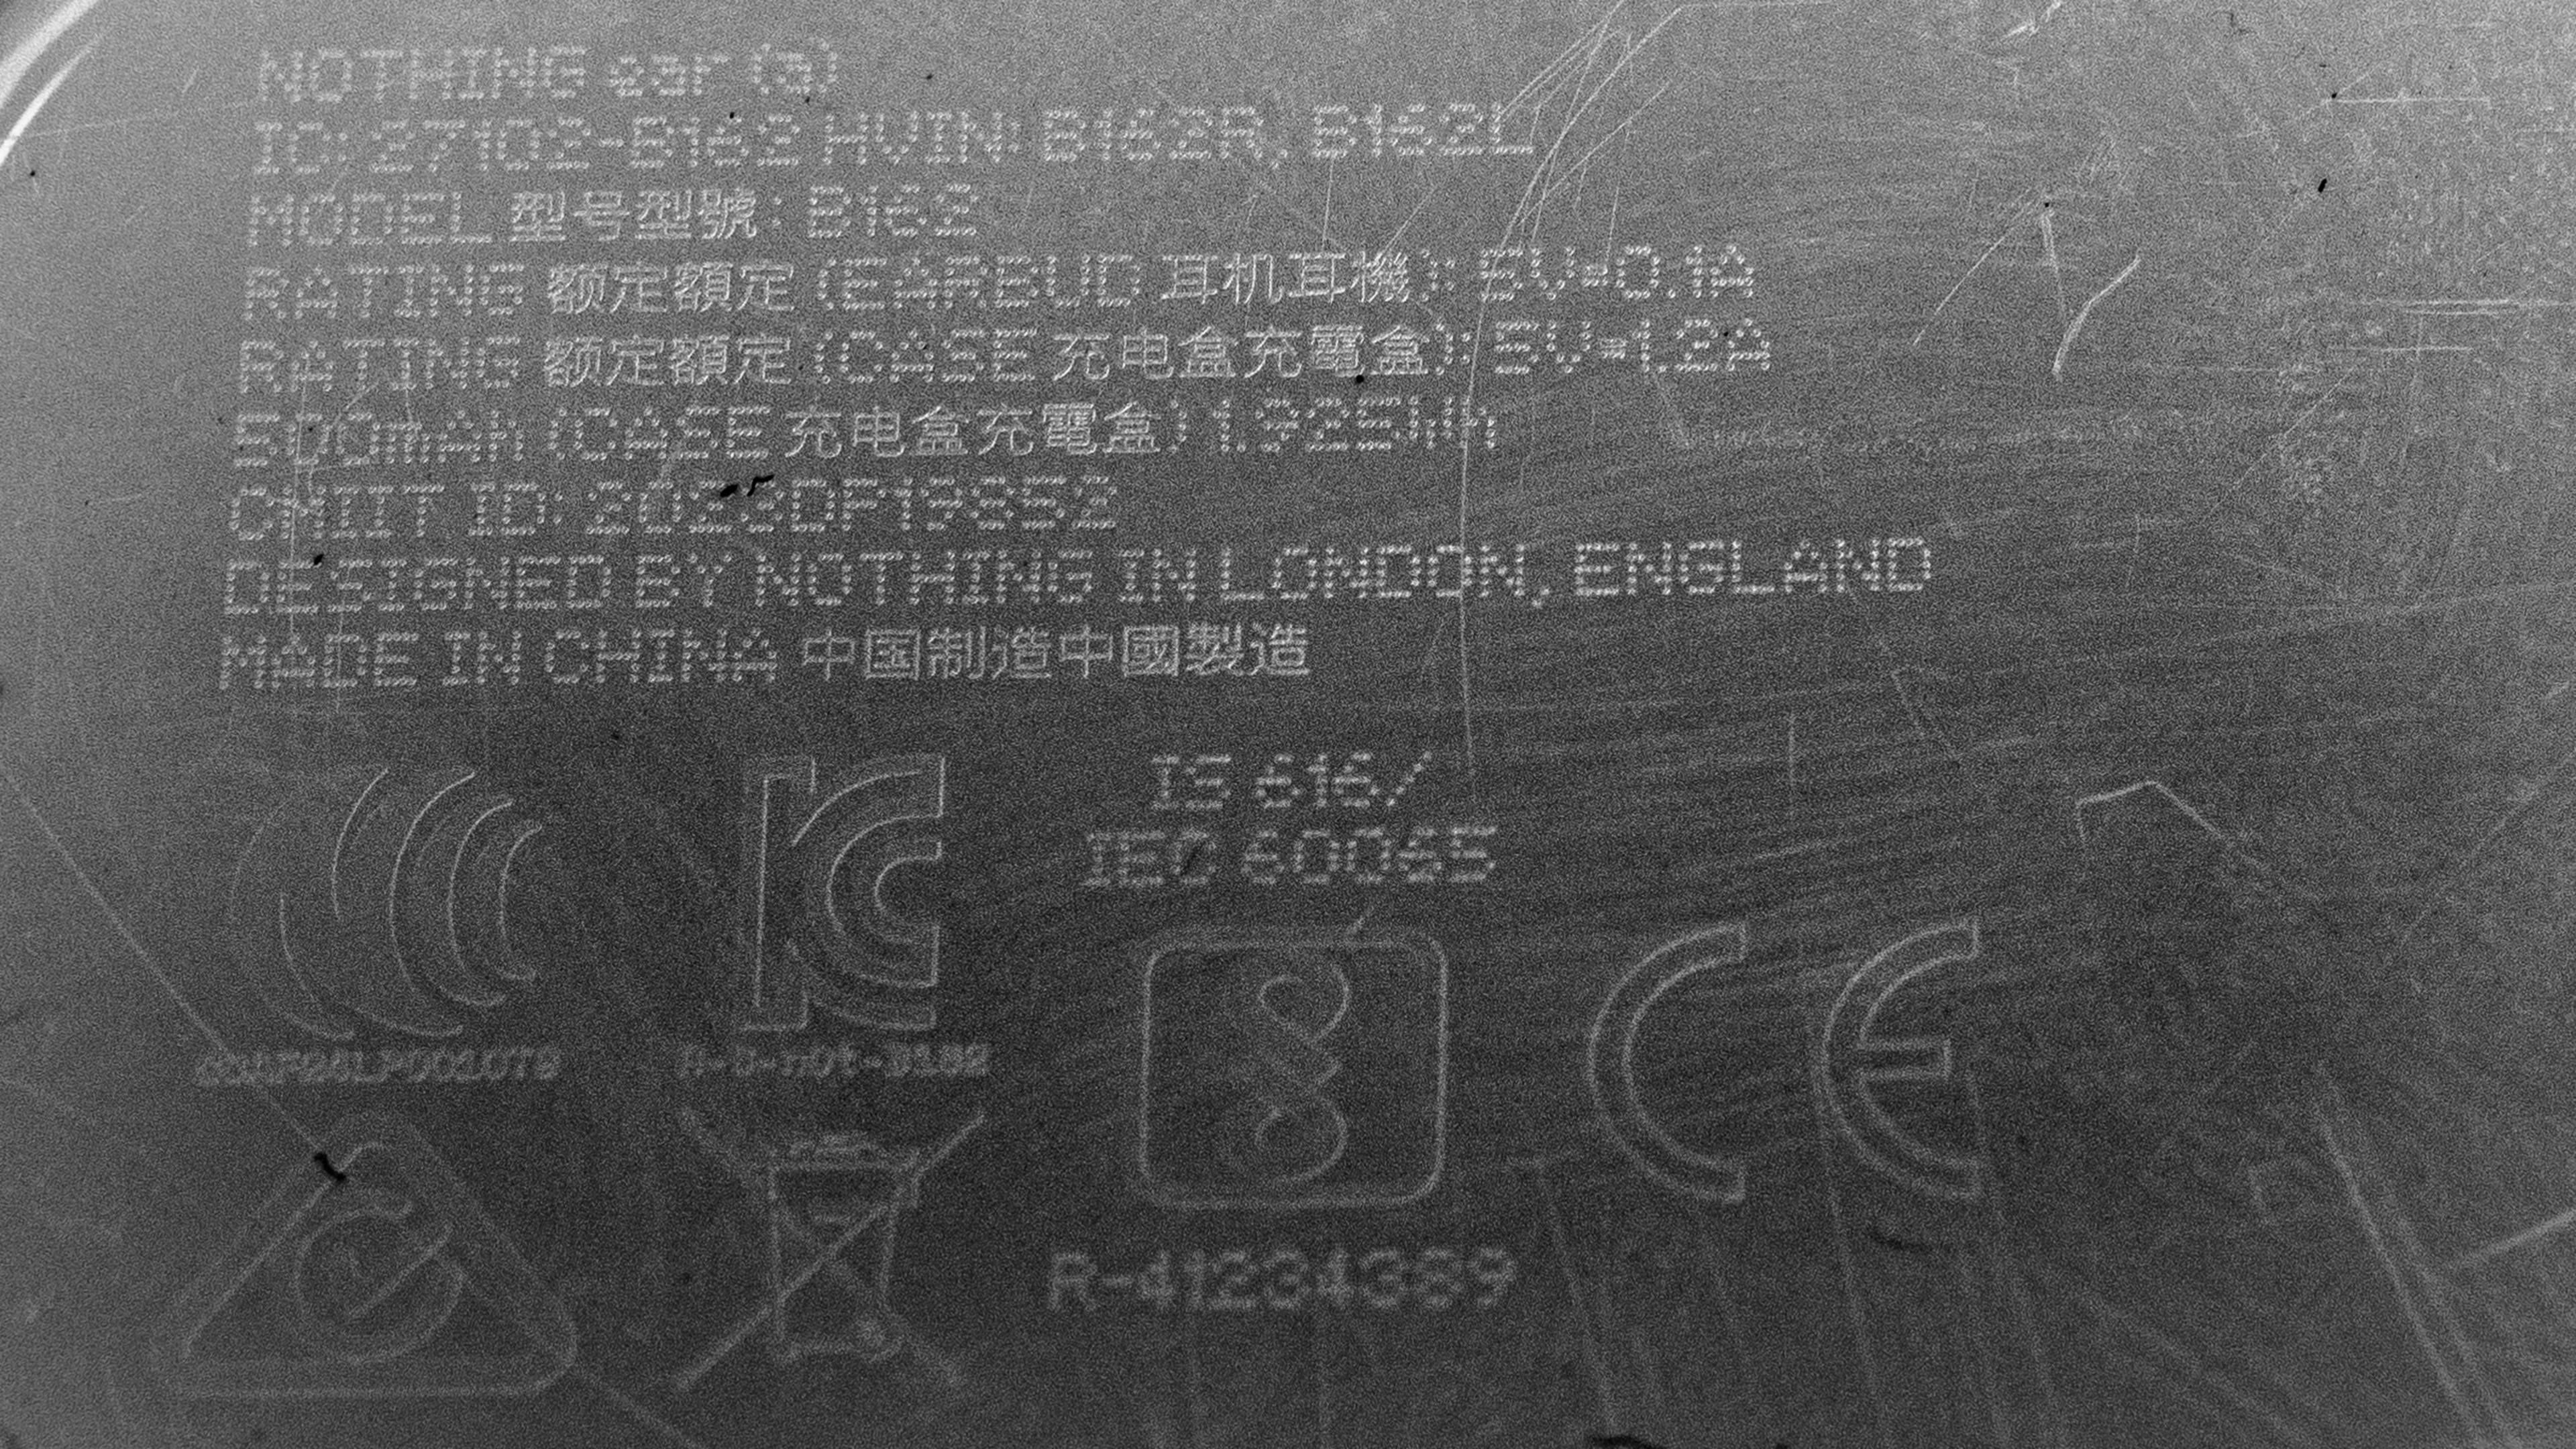 NOTHING ear (a)
IC: 27102-B162 HVIN: B162R, B162L
MODEL 型号型號: B162
RATING 额定額定 (EARBUD 耳机耳機): 5V=0.1A
RATING 额定額定 (CASE 充电盒充電盒): 5V=1.2A
500mAh (CASE 充电盒充電盒) 1.925Wh
CMIIT ID: 2023DP19852
DESIGNED BY NOTHING IN LONDON, ENGLAND
MADE IN CHINA 中国制造中國製造
IS 616/
IEC 60065
CE
R-41234389